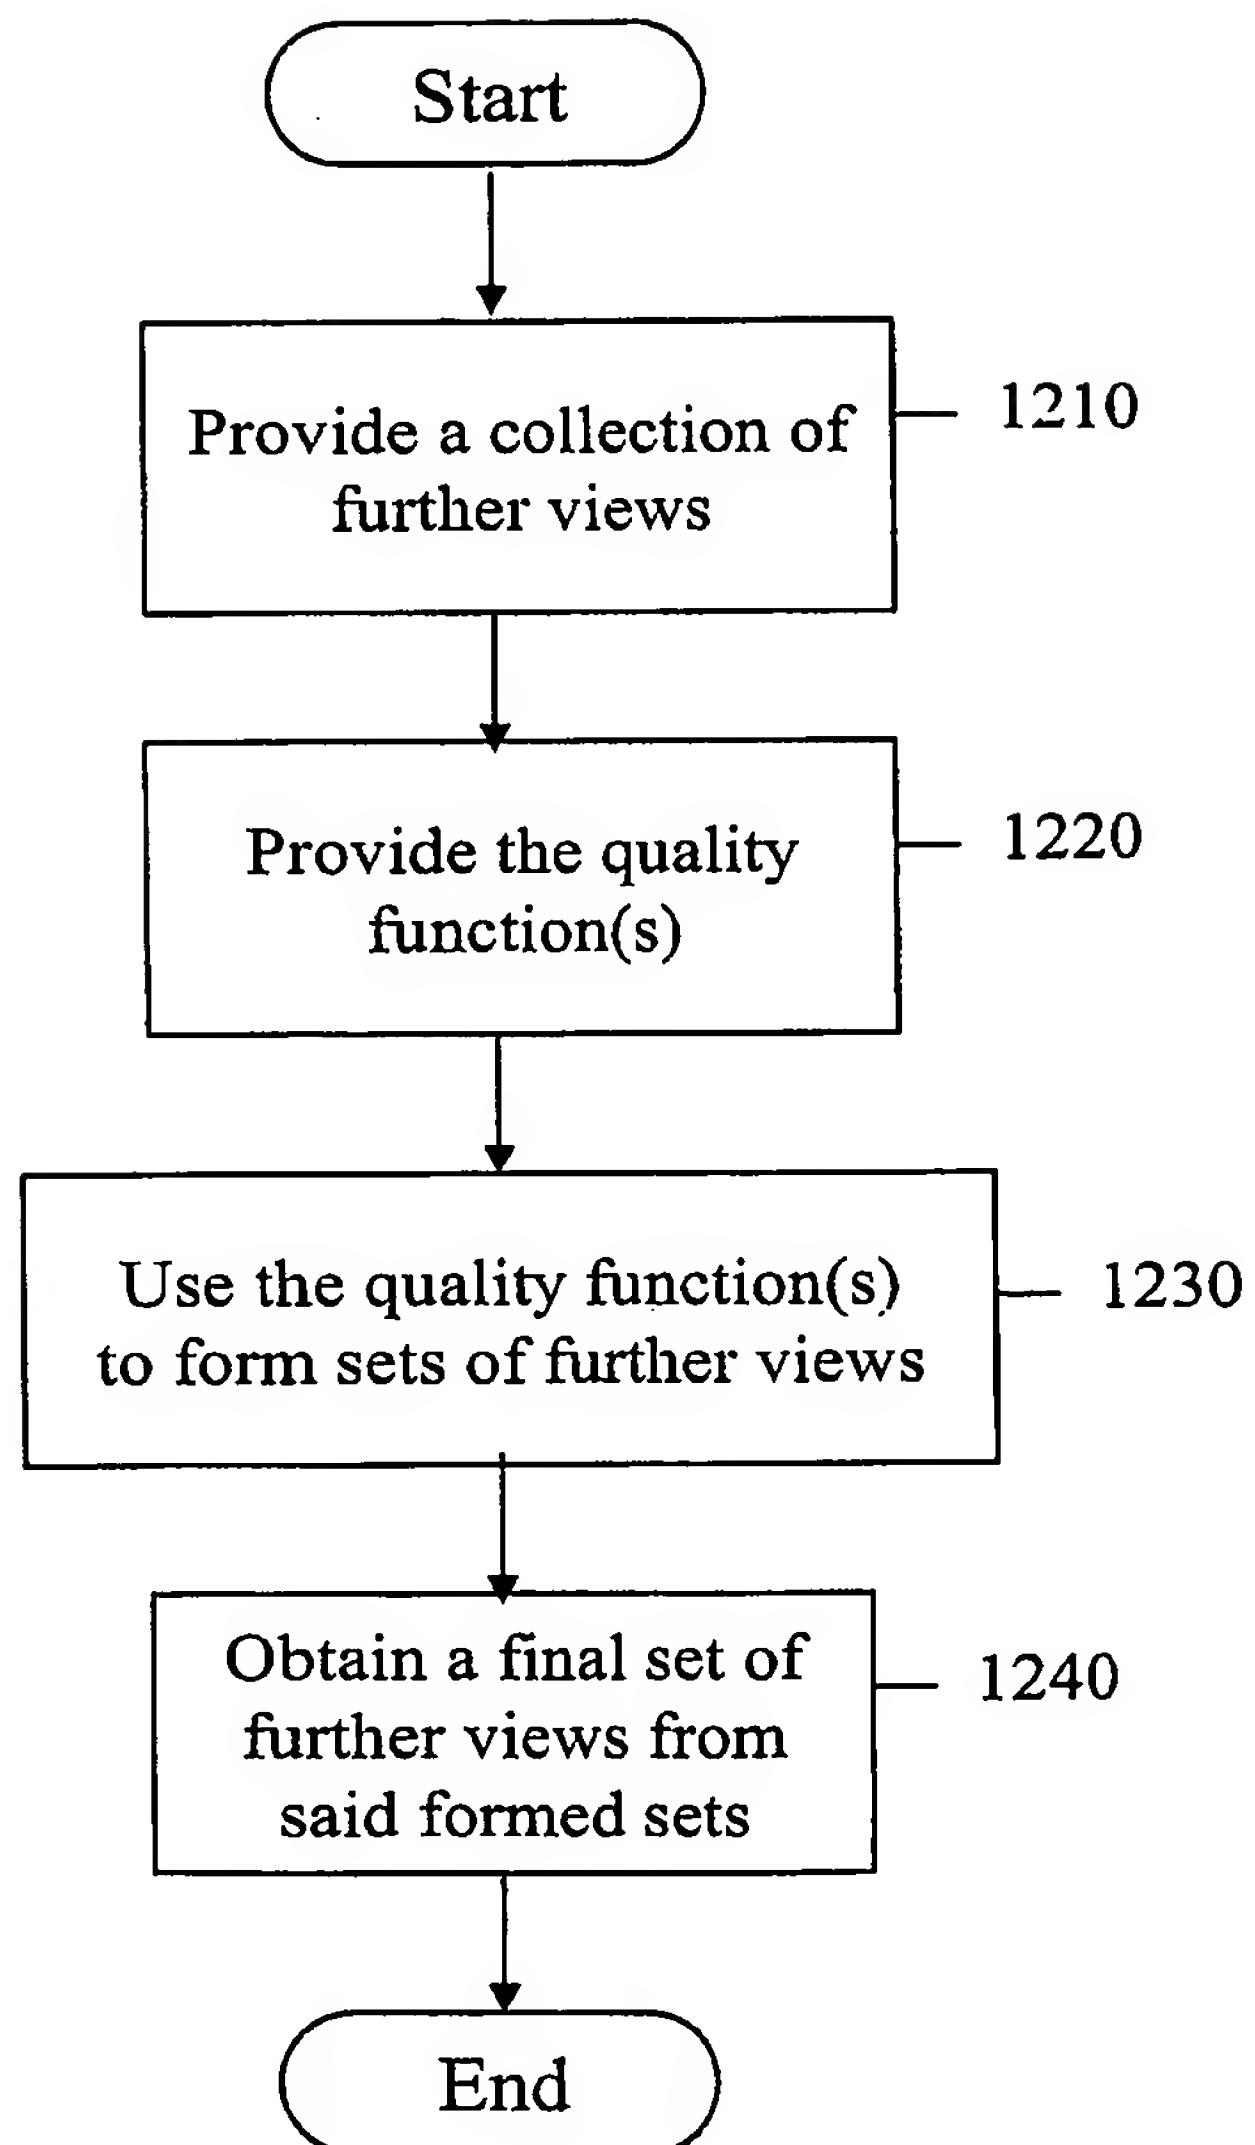 Start
Provide a collection of
further views
1210
Provide the quality
function(s)
1220
Use the quality function(s)
to form sets of further views
1230
Obtain a final set of
further views from
said formed sets
1240
End